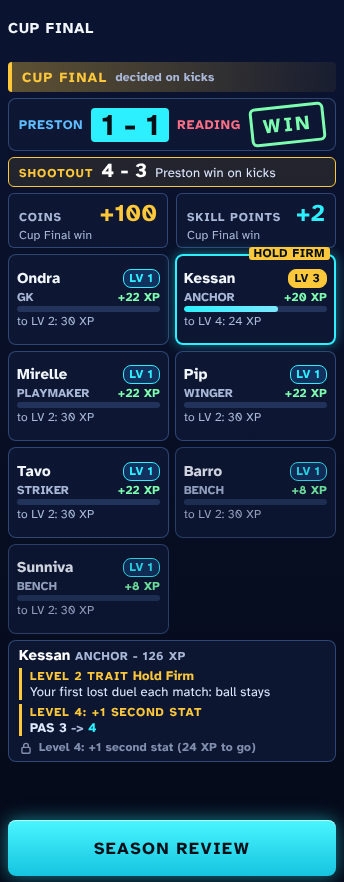 CUP FINAL
CUP FINAL decided on kicks
PRESTON 1 - 1 READING WIN
SHOOTOUT 4 - 3 Preston win on kicks
COINS +100
Cup Final win
SKILL POINTS +2
Cup Final win
Ondra LV 1
GK +22 XP
to LV 2: 30 XP
HOLD FIRM
Kessan LV 3
ANCHOR +20 XP
to LV 4: 24 XP
Mirelle LV 1
PLAYMAKER +22 XP
to LV 2: 30 XP
Pip LV 1
WINGER +22 XP
to LV 2: 30 XP
Tavo LV 1
STRIKER +22 XP
to LV 2: 30 XP
Barro LV 1
BENCH +8 XP
to LV 2: 30 XP
Sunniva LV 1
BENCH +8 XP
to LV 2: 30 XP
Kessan ANCHOR - 126 XP
LEVEL 2 TRAIT Hold Firm
Your first lost duel each match: ball stays
LEVEL 4: +1 SECOND STAT
PAS 3 -> 4
Level 4: +1 second stat (24 XP to go)
SEASON REVIEW